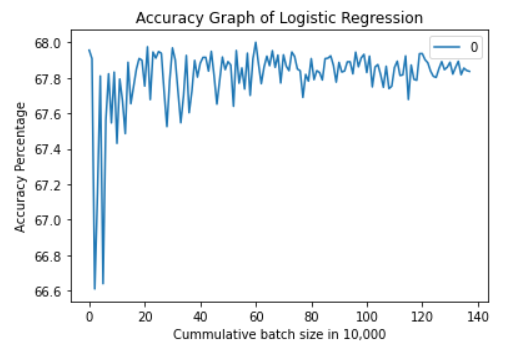 Accuracy Graph of Logistic Regression
68.0
67.8
67.6
67.4
67.2
67.0
66.8
66.6
Accuracy Percentage
0
0 20 40 60 80 100 120 140
Cummulative batch size in 10,000